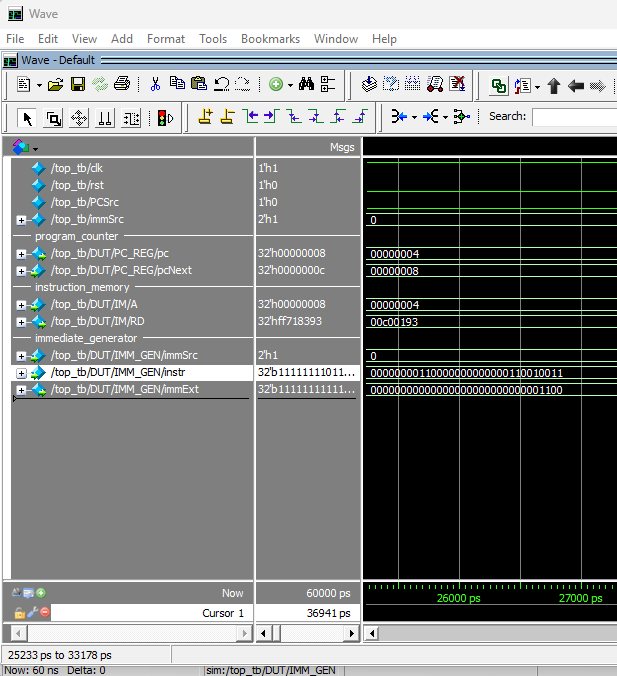 Wave
File Edit View Add Format Tools Bookmarks Window Help
Wave - Default
Search:
Msgs
/top_tb/clk 1'h1
/top_tb/rst 1'h0
/top_tb/PCSrc 1'h0
/top_tb/immSrc 2'h1 0
program_counter
/top_tb/DUT/PC_REG/pc 32'h00000008 00000004
/top_tb/DUT/PC_REG/pcNext 32'h0000000c 00000008
instruction_memory
/top_tb/DUT/IM/A 32'h00000008 00000004
/top_tb/DUT/IM/RD 32'hff718393 00c00193
immediate_generator
/top_tb/DUT/IMM_GEN/immSrc 2'h1 0
/top_tb/DUT/IMM_GEN/instr 32'b11111111011... 00000000110000000000000110010011
/top_tb/DUT/IMM_GEN/immExt 32'b11111111111... 00000000000000000000000000001100
Now 60000 ps 26000 ps 27000 ps
Cursor 1 36941 ps
25233 ps to 33178 ps
Now: 60 ns Delta: 0 sim:/top_tb/DUT/IMM_GEN